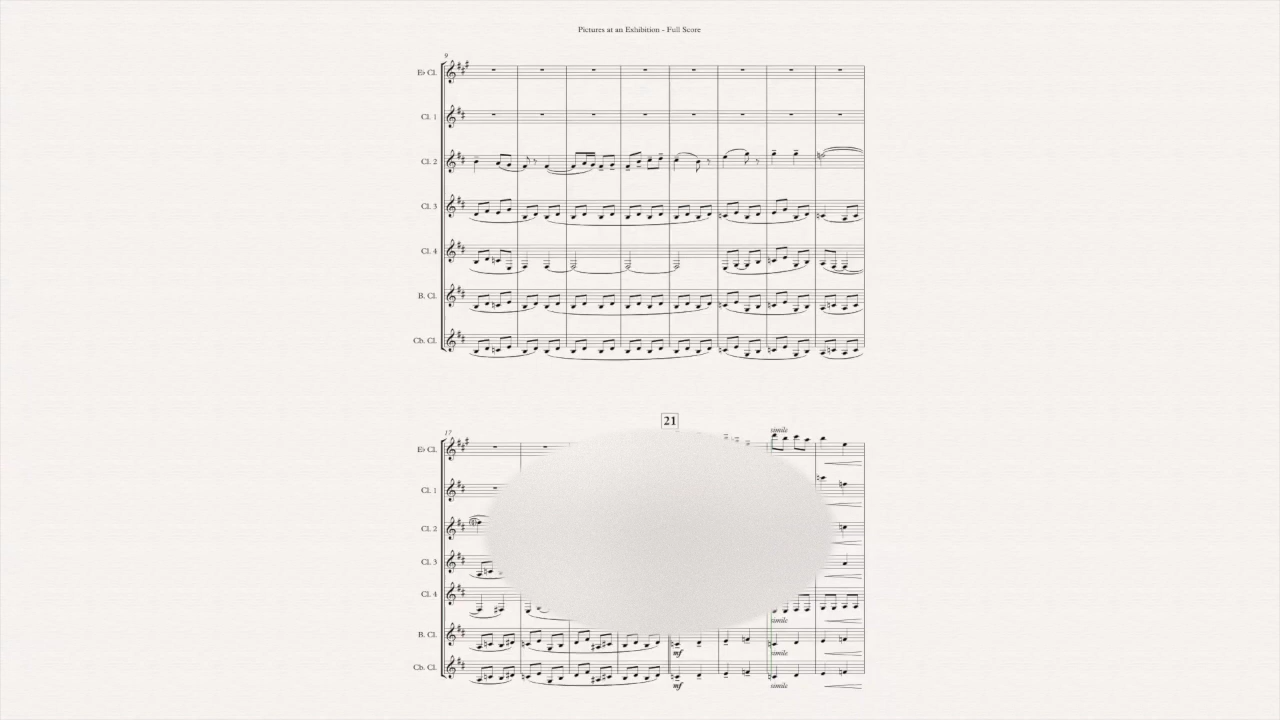 Pictures at an Exhibition - Full Score
9
E♭ Cl.
Cl. 1
Cl. 2
Cl. 3
Cl. 4
B. Cl.
Cb. Cl.
21
17
simile
E♭ Cl.
Cl. 1
Cl. 2
Cl. 3
Cl. 4
simile
B. Cl.
mf
simile
Cb. Cl.
mf
simile